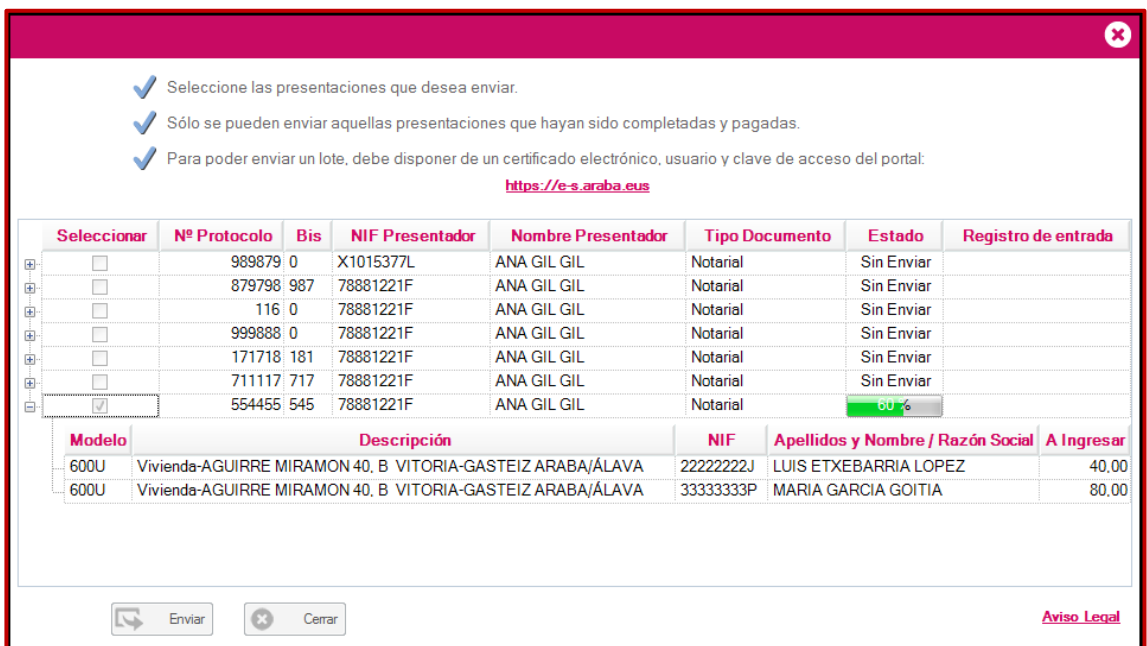 Seleccione las presentaciones que desea enviar.
Sólo se pueden enviar aquellas presentaciones que hayan sido completadas y pagadas.
Para poder enviar un lote, debe disponer de un certificado electrónico, usuario y clave de acceso del portal:
https://e-s.araba.eus
Seleccionar Nº Protocolo Bis NIF Presentador Nombre Presentador Tipo Documento Estado Registro de entrada
989879 0 X1015377L ANA GIL GIL Notarial Sin Enviar
879798 987 78881221F ANA GIL GIL Notarial Sin Enviar
116 0 78881221F ANA GIL GIL Notarial Sin Enviar
999888 0 78881221F ANA GIL GIL Notarial Sin Enviar
171718 181 78881221F ANA GIL GIL Notarial Sin Enviar
711117 717 78881221F ANA GIL GIL Notarial Sin Enviar
554455 545 78881221F ANA GIL GIL Notarial 60 %
Modelo Descripción NIF Apellidos y Nombre / Razón Social A Ingresar
600U Vivienda-AGUIRRE MIRAMON 40, B VITORIA-GASTEIZ ARABA/ÁLAVA 22222222J LUIS ETXEBARRIA LOPEZ 40,00
600U Vivienda-AGUIRRE MIRAMON 40, B VITORIA-GASTEIZ ARABA/ÁLAVA 33333333P MARIA GARCIA GOITIA 80,00
Enviar Cerrar Aviso Legal